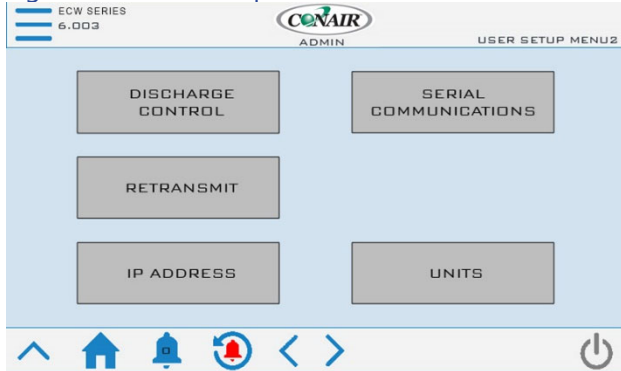 ECW SERIES
6.003
CONAIR
ADMIN
USER SETUP MENU2
DISCHARGE
CONTROL
SERIAL
COMMUNICATIONS
RETRANSMIT
IP ADDRESS
UNITS
0